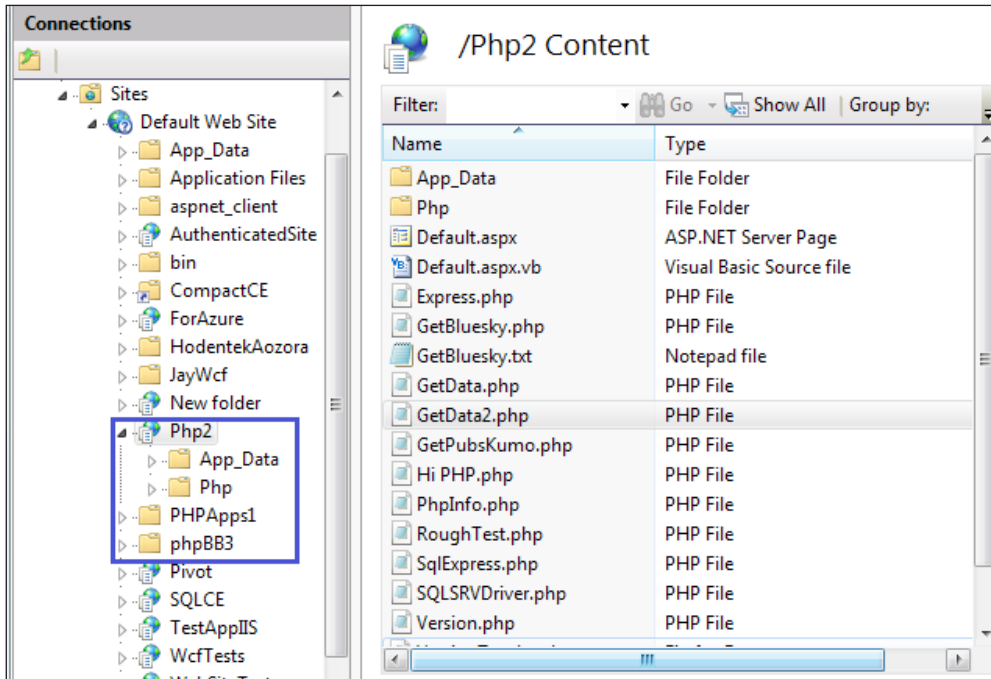 Connections
Sites
Default Web Site
App_Data
Application Files
aspnet_client
AuthenticatedSite
bin
CompactCE
ForAzure
HodentekAozora
JayWcf
New folder
Php2
App_Data
Php
PHPApps1
phpBB3
Pivot
SQLCE
TestAppIIS
WcfTests
/Php2 Content
Filter: Go Show All Group by:
Name Type
App_Data File Folder
Php File Folder
Default.aspx ASP.NET Server Page
Default.aspx.vb Visual Basic Source file
Express.php PHP File
GetBluesky.php PHP File
GetBluesky.txt Notepad file
GetData.php PHP File
GetData2.php PHP File
GetPubsKumo.php PHP File
Hi PHP.php PHP File
PhpInfo.php PHP File
RoughTest.php PHP File
SqlExpress.php PHP File
SQLSRVDriver.php PHP File
Version.php PHP File